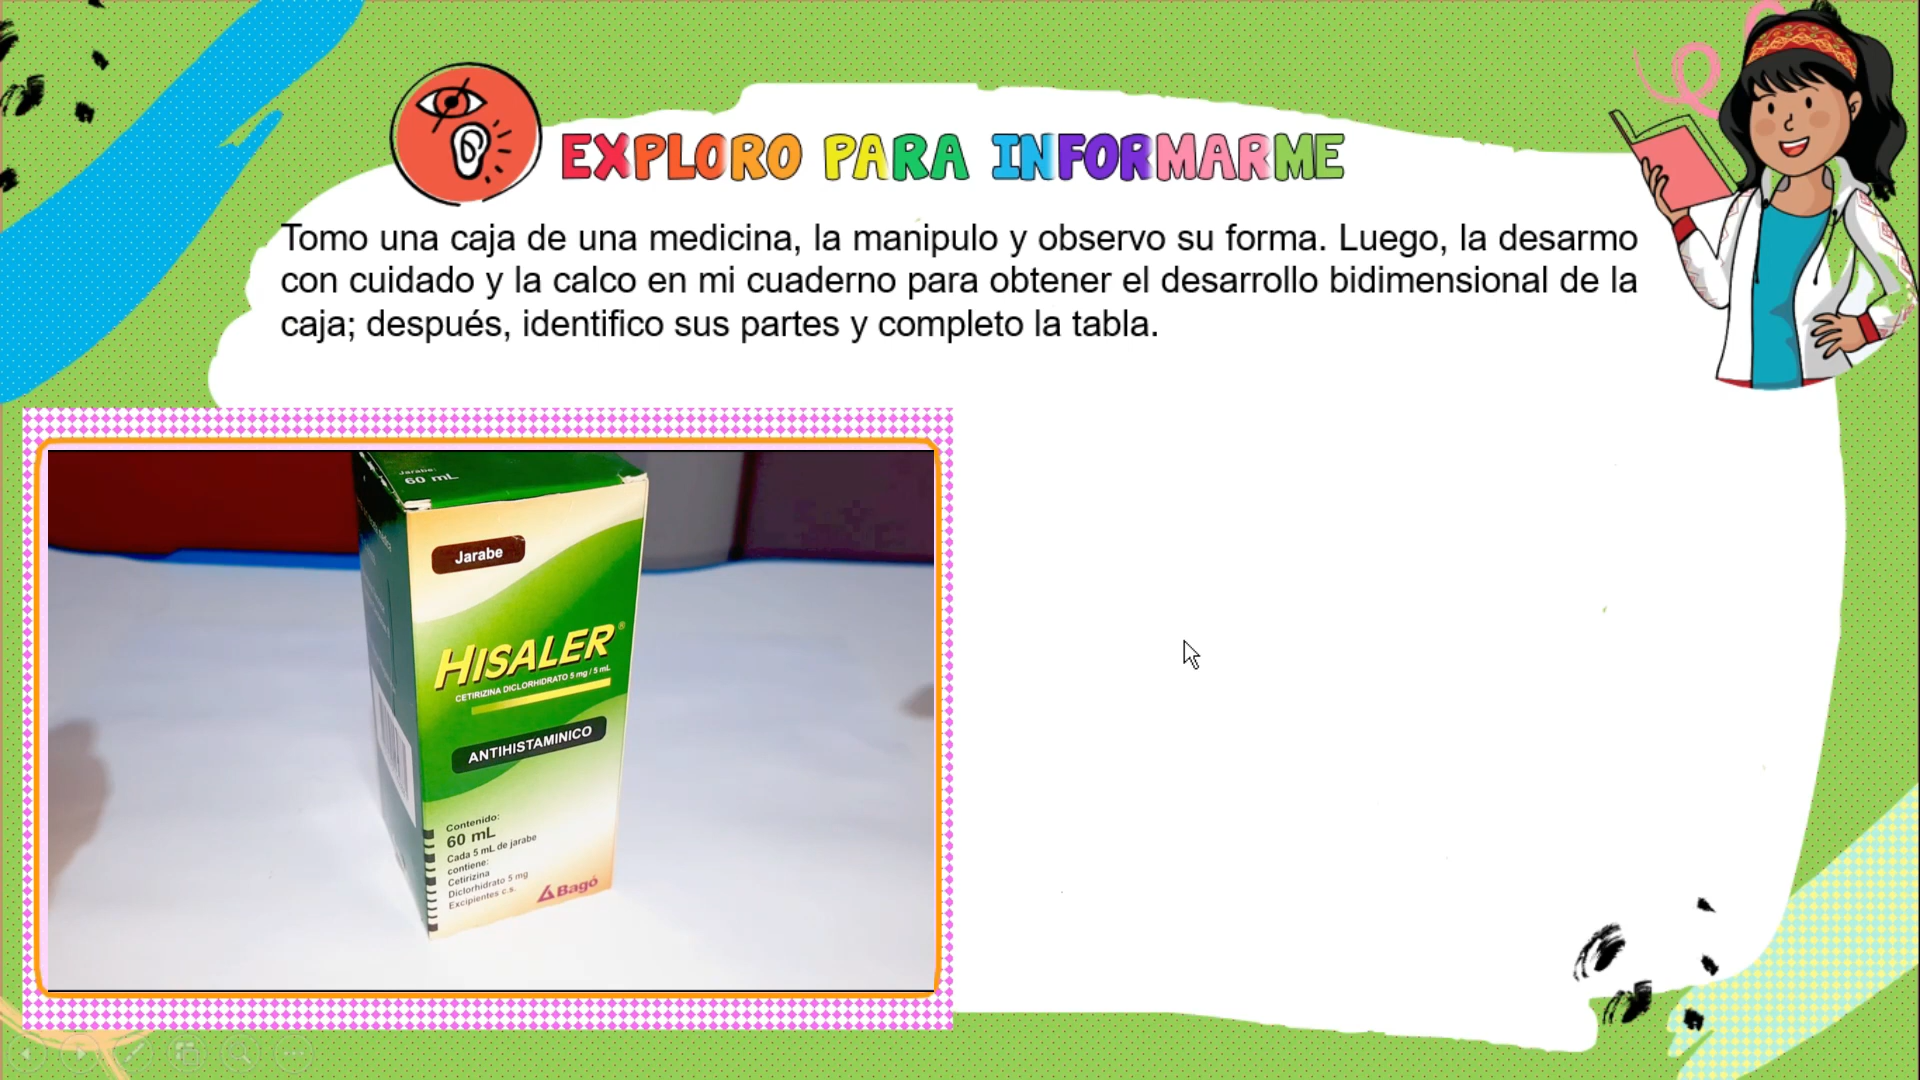 EXPLORO PARA INFORMARME
Tomo una caja de una medicina, la manipulo y observo su forma. Luego, la desarmo
con cuidado y la calco en mi cuaderno para obtener el desarrollo bidimensional de la
caja; después, identifico sus partes y completo la tabla.
Jarabe:
60 mL
Jarabe
HISALER®
CETIRIZINA DICLORHIDRATO 5 mg / 5 mL
ANTIHISTAMINICO
Contenido:
60 mL
Cada 5 mL de jarabe
contiene:
Cetirizina
Diclorhidrato 5 mg
Excipientes c.s.
Bagó